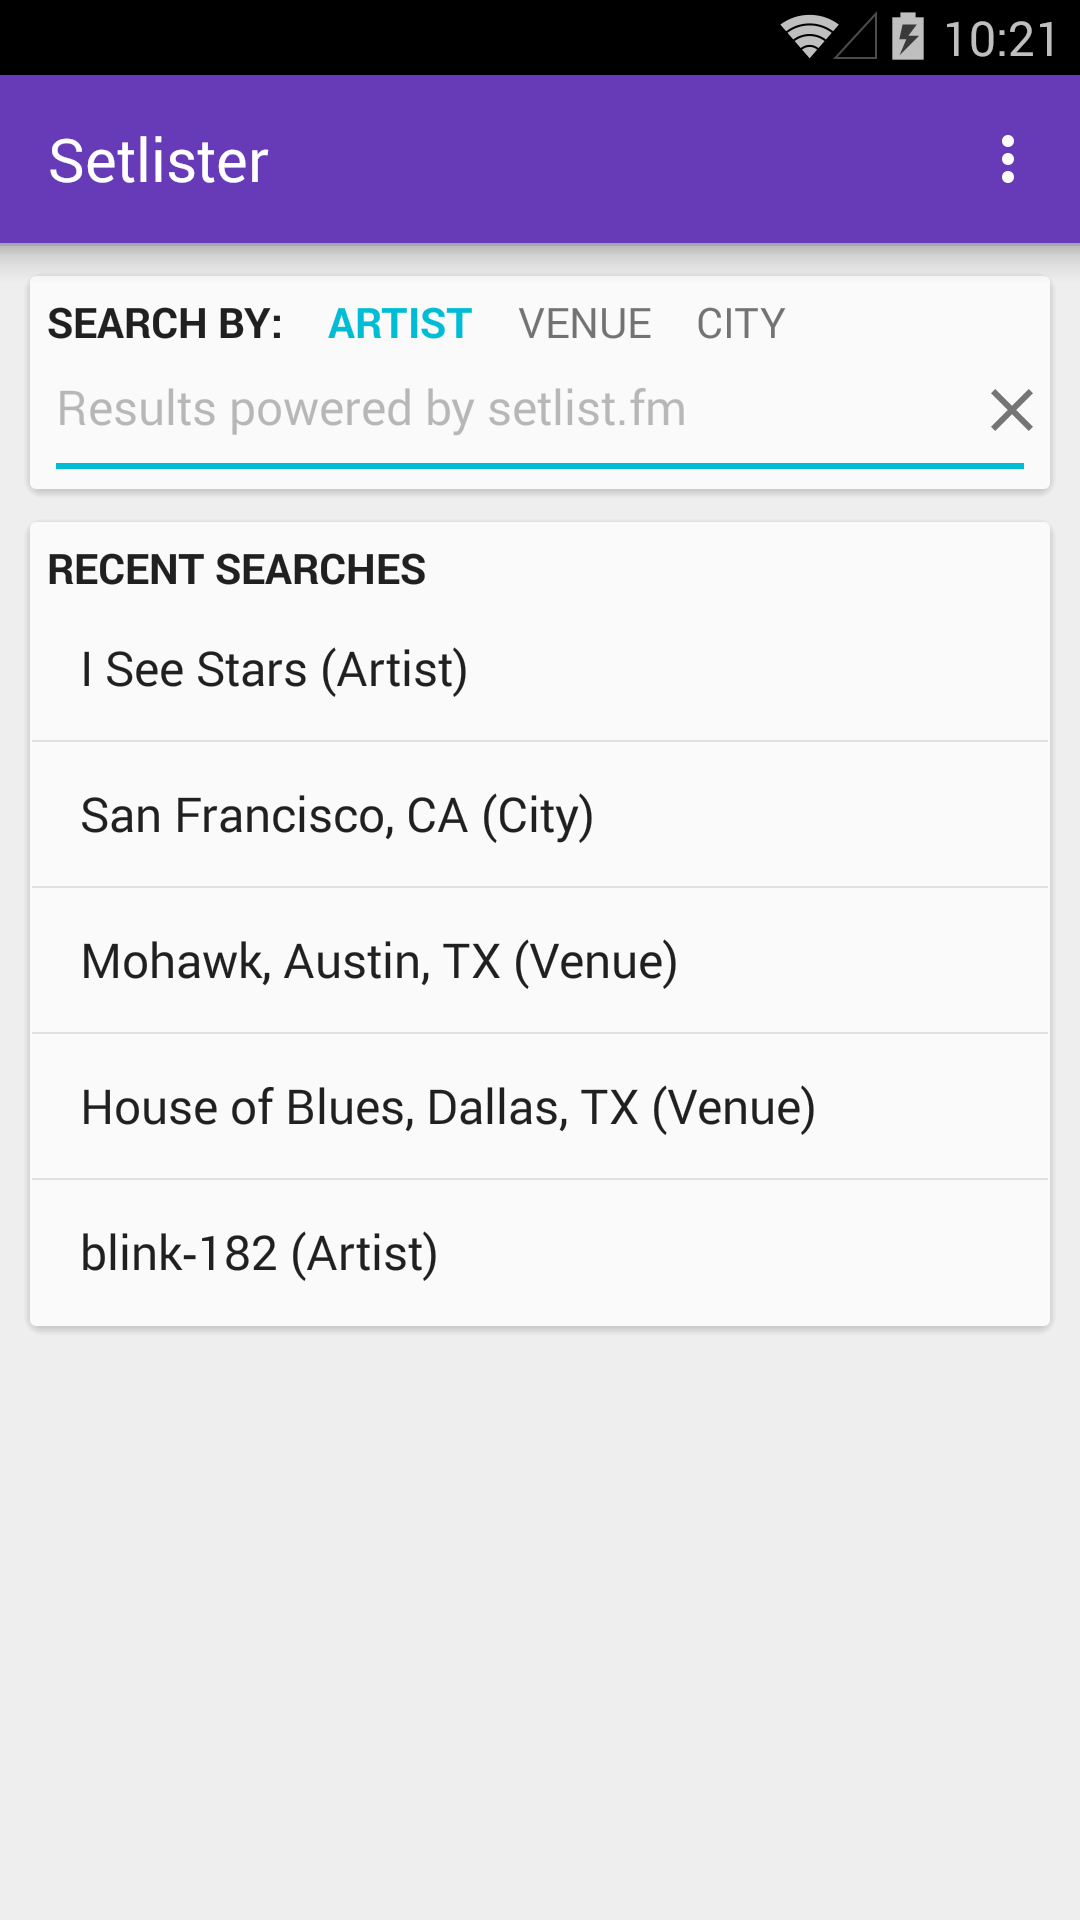 10:21
Setlister
SEARCH BY: ARTIST VENUE CITY
Results powered by setlist.fm
RECENT SEARCHES
I See Stars (Artist)
San Francisco, CA (City)
Mohawk, Austin, TX (Venue)
House of Blues, Dallas, TX (Venue)
blink-182 (Artist)